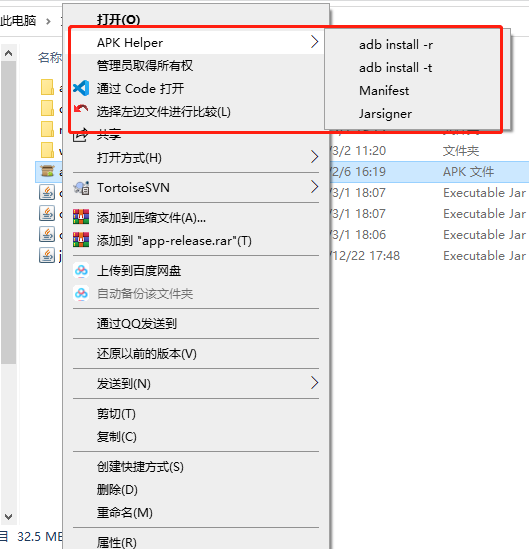 此电脑
名称
打开(O)
APK Helper
管理员取得所有权
通过 Code 打开
选择左边文件进行比较(L)
共享
打开方式(H)
TortoiseSVN
添加到压缩文件(A)...
添加到 "app-release.rar"(T)
上传到百度网盘
自动备份该文件夹
通过QQ发送到
还原以前的版本(V)
发送到(N)
剪切(T)
复制(C)
创建快捷方式(S)
删除(D)
重命名(M)
属性(R)
adb install -r
adb install -t
Manifest
Jarsigner
/3/2 11:20 文件夹
/2/6 16:19 APK 文件
/3/1 18:07 Executable Jar
/3/1 18:07 Executable Jar
/3/1 18:06 Executable Jar
/12/22 17:48 Executable Jar
32.5 MB